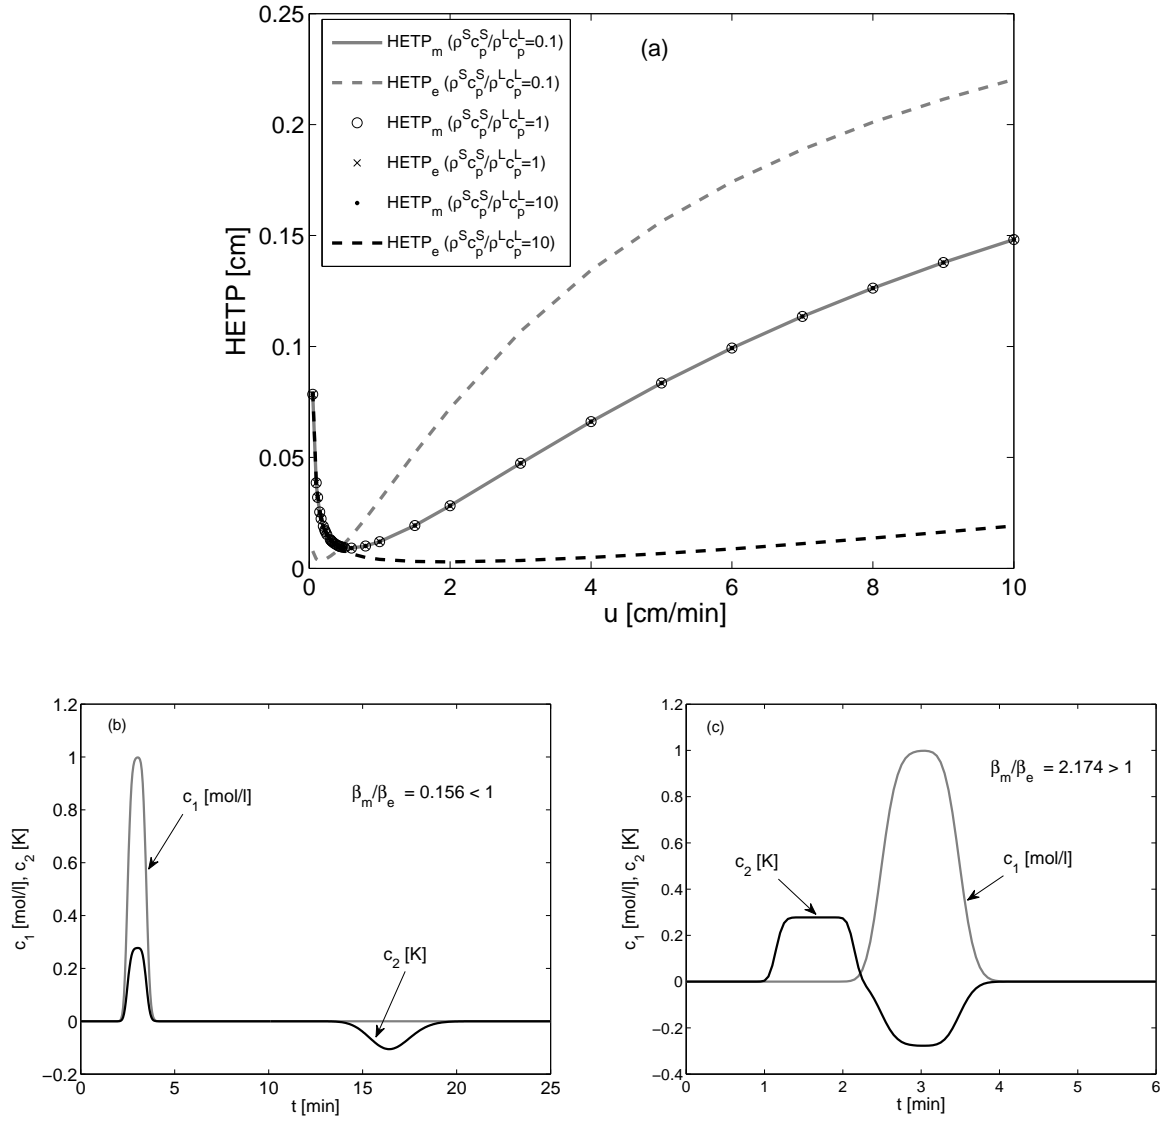 0.25
0.2
0.15
0.1
0.05
0
HETP [cm]
HETP_m (ρ^S c_p^S/ρ^L c_p^L=0.1)
HETP_e (ρ^S c_p^S/ρ^L c_p^L=0.1)
HETP_m (ρ^S c_p^S/ρ^L c_p^L=1)
HETP_e (ρ^S c_p^S/ρ^L c_p^L=1)
HETP_m (ρ^S c_p^S/ρ^L c_p^L=10)
HETP_e (ρ^S c_p^S/ρ^L c_p^L=10)
(a)
0 2 4 6 8 10
u [cm/min]
1.2
1
0.8
0.6
0.4
0.2
0
−0.2
c_1 [mol/l], c_2 [K]
(b)
β_m/β_e = 0.156 < 1
c_1 [mol/l]
c_2 [K]
0 5 10 15 20 25
t [min]
1.2
1
0.8
0.6
0.4
0.2
0
−0.2
−0.4
c_1 [mol/l], c_2 [K]
(c)
β_m/β_e = 2.174 > 1
c_2 [K]
c_1 [mol/l]
0 1 2 3 4 5 6
t [min]